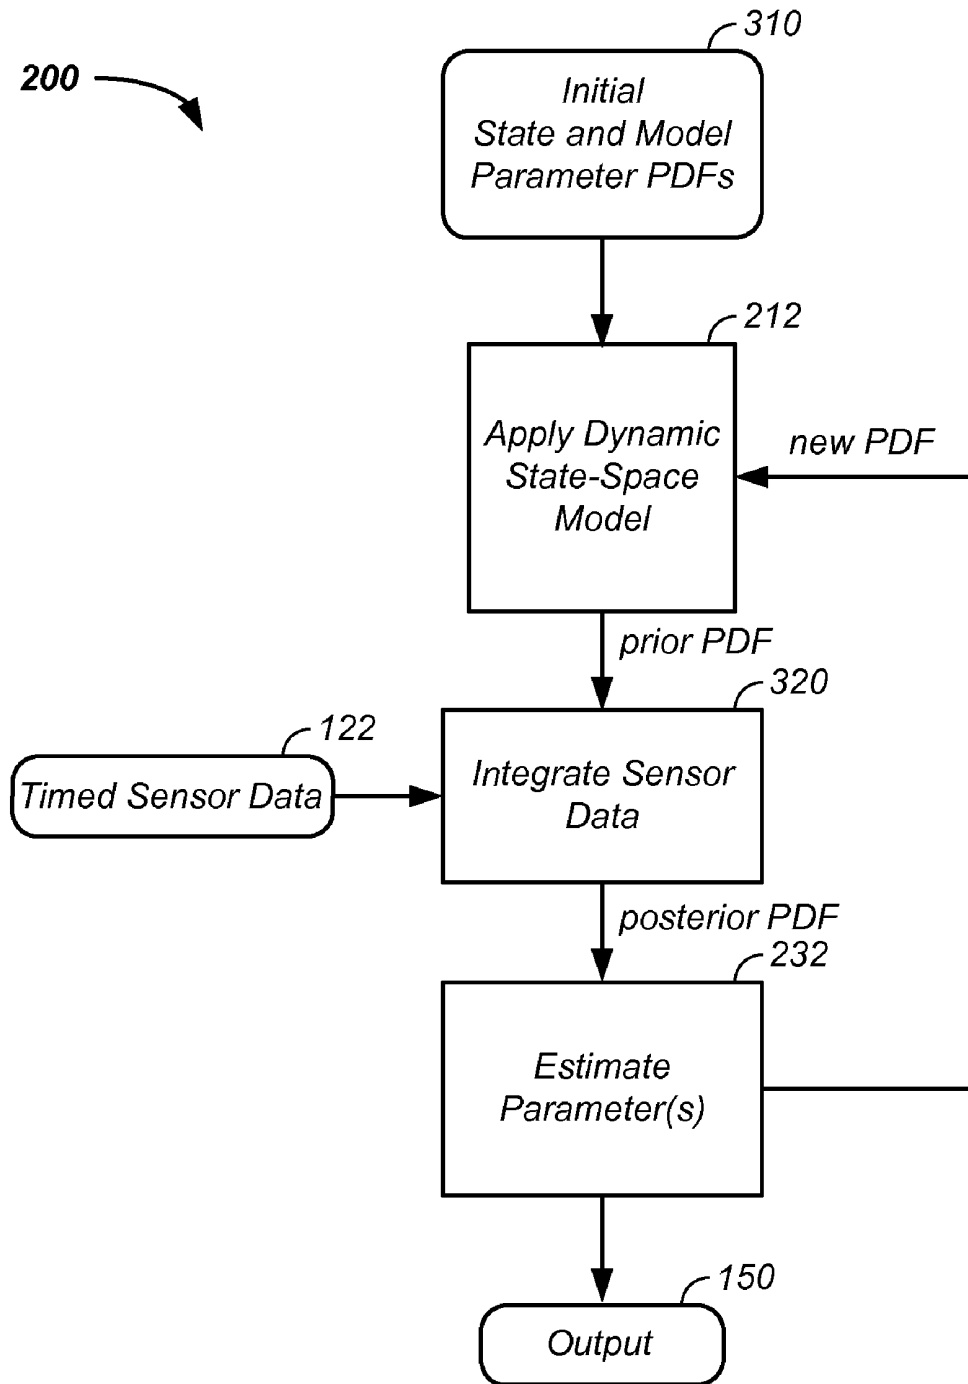 310
200
Initial
State and Model
Parameter PDFs
212
Apply Dynamic
State-Space
Model
new PDF
prior PDF
320
122
Timed Sensor Data
Integrate Sensor
Data
posterior PDF
232
Estimate
Parameter(s)
150
Output